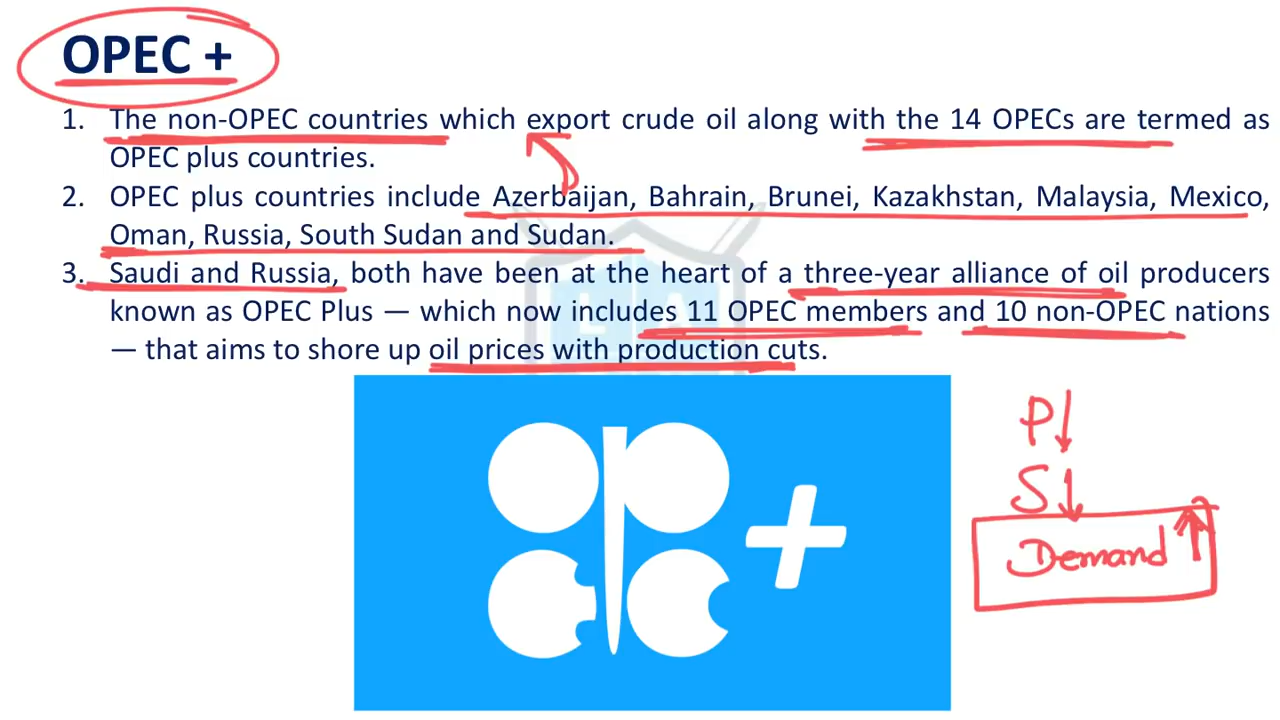 OPEC +
1. The non-OPEC countries which export crude oil along with the 14 OPECs are termed as
OPEC plus countries.
2. OPEC plus countries include Azerbaijan, Bahrain, Brunei, Kazakhstan, Malaysia, Mexico,
Oman, Russia, South Sudan and Sudan.
3. Saudi and Russia, both have been at the heart of a three-year alliance of oil producers
known as OPEC Plus — which now includes 11 OPEC members and 10 non-OPEC nations
— that aims to shore up oil prices with production cuts.
L A
+
P↓
S↓
Demand ↑